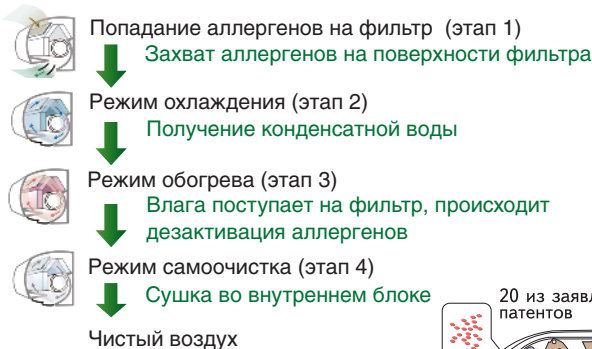 Попадание аллергенов на фильтр (этап 1)
Захват аллергенов на поверхности фильтра
Режим охлаждения (этап 2)
Получение конденсатной воды
Режим обогрева (этап 3)
Влага поступает на фильтр, происходит
дезактивация аллергенов
Режим самоочистка (этап 4)
Сушка во внутреннем блоке
20 из
патентов
Чистый воздух